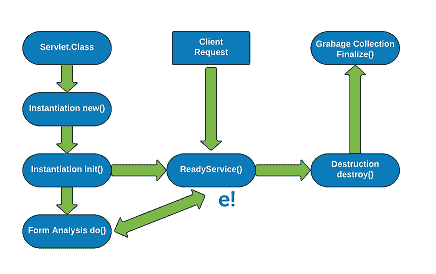 Servlet.Class
Client
Request
Grabage Collection
Finalize()
Instantiation new()
Instantiation init()
ReadyService()
Destruction
destroy()
e!
Form Analysis do()